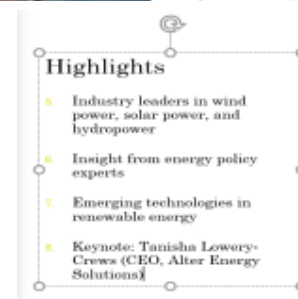 Highlights
5. Industry leaders in wind
power, solar power, and
hydropower
6. Insight from energy policy
experts
7. Emerging technologies in
renewable energy
8. Keynote: Tanisha Lowery-
Crews (CEO, Alter Energy
Solutions)